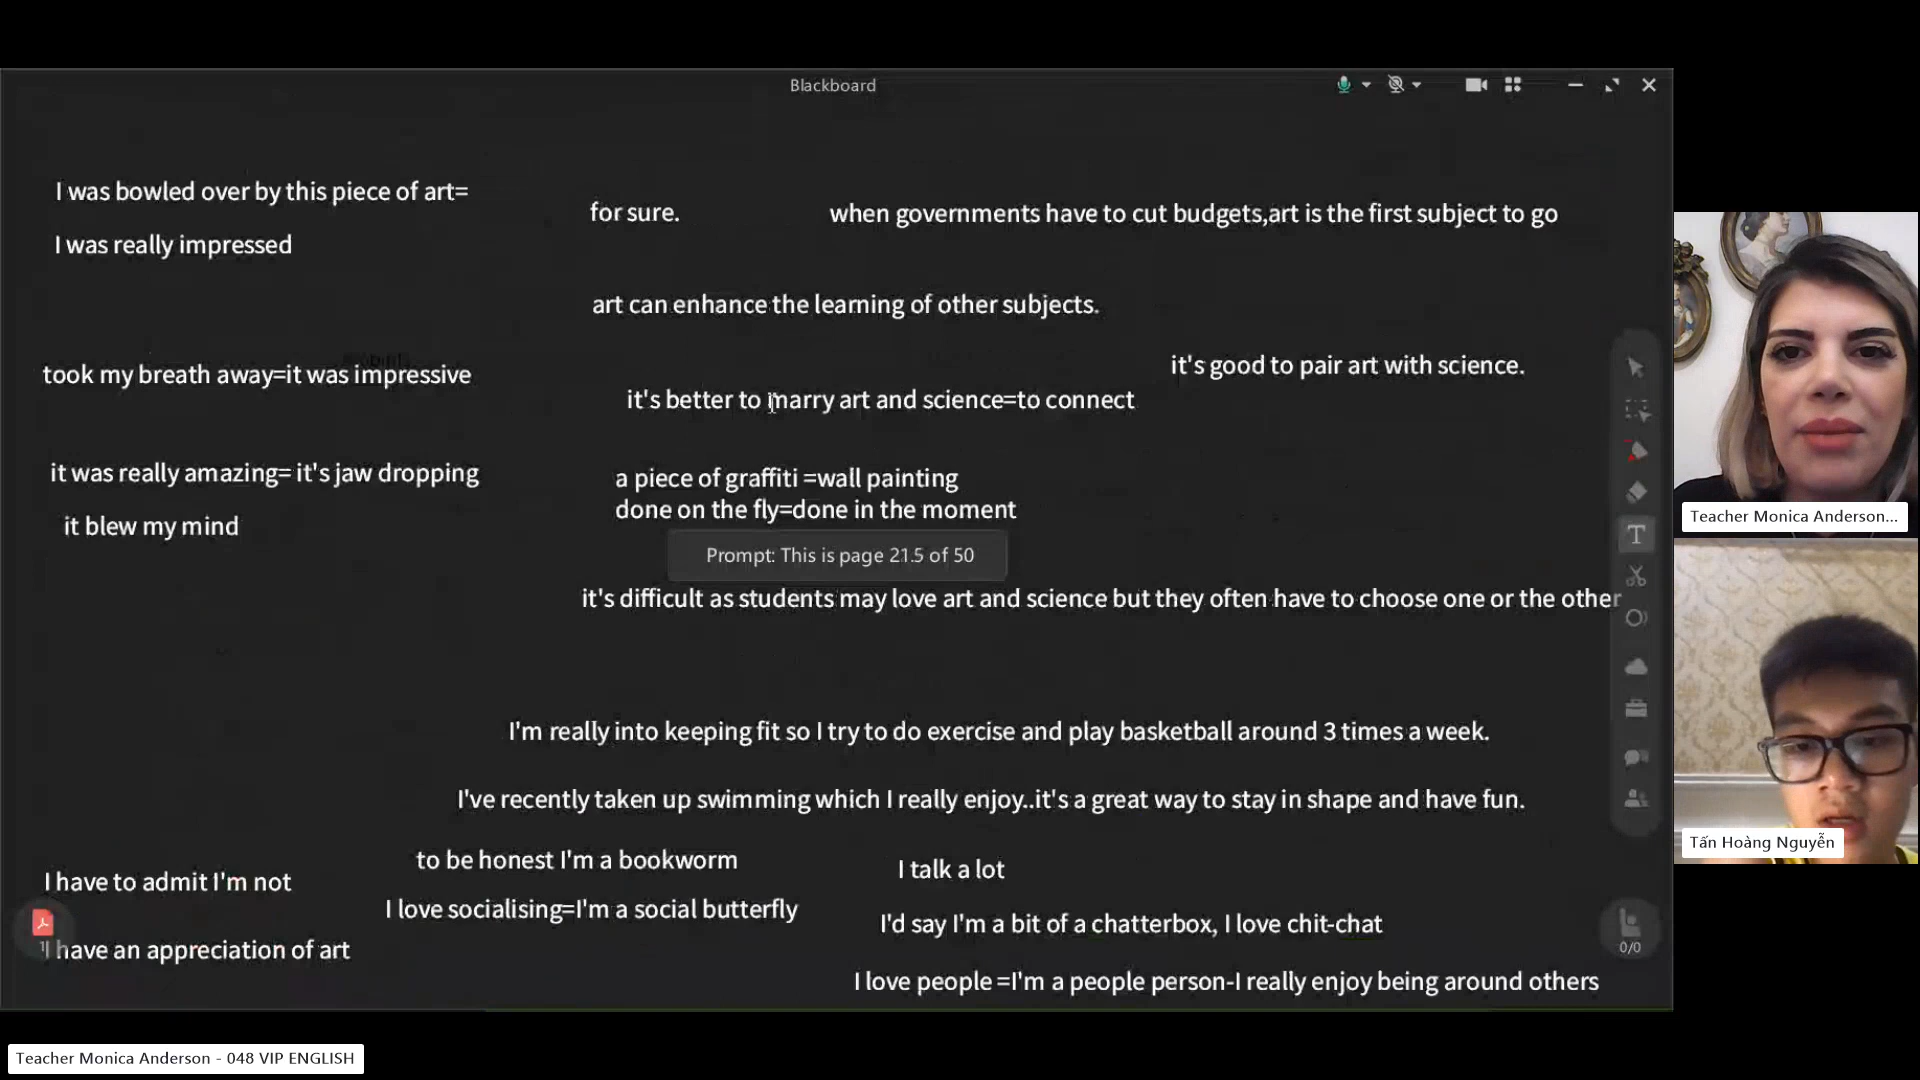 Blackboard
I was bowled over by this piece of art=
I was really impressed
for sure.
when governments have to cut budgets,art is the first subject to go
art can enhance the learning of other subjects.
it's good to pair art with science.
took my breath away=it was impressive
it's better to marry art and science=to connect
it was really amazing= it's jaw dropping
it blew my mind
a piece of graffiti =wall painting
done on the fly=done in the moment
Prompt: This is page 21.5 of 50
it's difficult as students may love art and science but they often have to choose one or the other
I'm really into keeping fit so I try to do exercise and play basketball around 3 times a week.
I've recently taken up swimming which I really enjoy..it's a great way to stay in shape and have fun.
to be honest I'm a bookworm
I love socialising=I'm a social butterfly
I have to admit I'm not
I have an appreciation of art
I talk a lot
I'd say I'm a bit of a chatterbox, I love chit-chat
I love people =I'm a people person-I really enjoy being around others
T
0/0
Teacher Monica Anderson...
Tấn Hoàng Nguyễn
Teacher Monica Anderson - 048 VIP ENGLISH